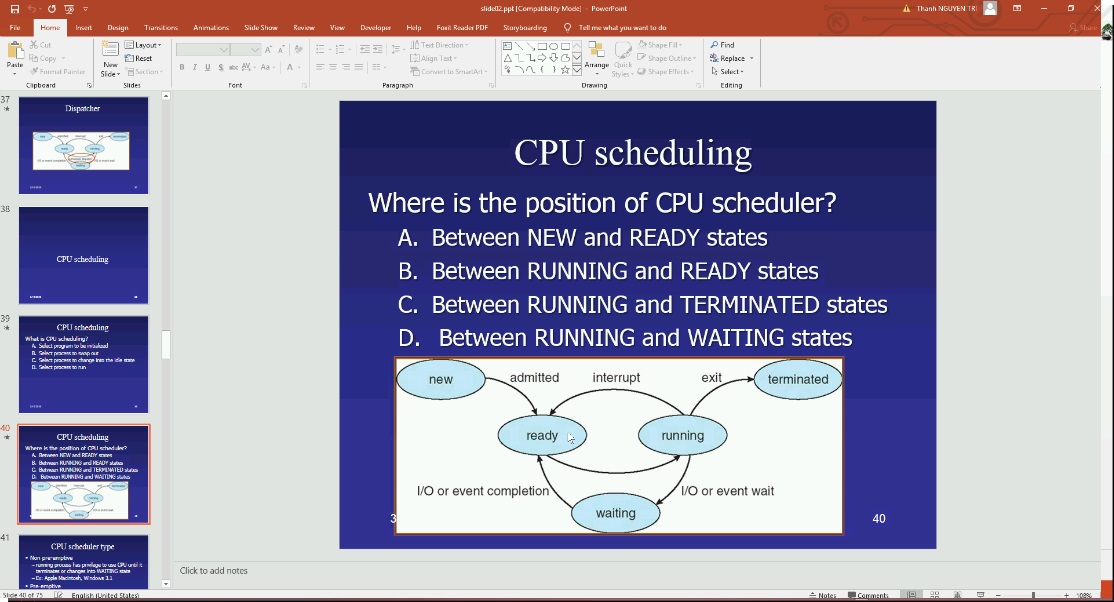 slide02.ppt [Compatibility Mode] - PowerPoint
Thanh NGUYEN TRI
File Home Insert Design Transitions Animations Slide Show Review View Developer Help Foxit Reader PDF Storyboarding Tell me what you want to do
Share
Paste
Cut
Copy
Format Painter
Clipboard
New
Slide
Layout
Reset
Section
Slides
Font
Text Direction
Align Text
Convert to SmartArt
Paragraph
Arrange
Quick
Styles
Shape Fill
Shape Outline
Shape Effects
Drawing
Find
Replace
Select
Editing
37
Dispatcher
38
CPU scheduling
39
CPU scheduling
What is CPU scheduling?
A. Select program to be initialized
B. Select process to swap out
C. Select process to change into the idle state
D. Select process to run
40
CPU scheduling
Where is the position of CPU scheduler?
A. Between NEW and READY states
B. Between RUNNING and READY states
C. Between RUNNING and TERMINATED states
D. Between RUNNING and WAITING states
41
CPU scheduler type
Non pre-emptive
– running process has privilege to use CPU until it
terminates or changes into WAITING state
– Ex: Apple Macintosh, Windows 3.1
Pre-emptive
CPU scheduling
Where is the position of CPU scheduler?
A. Between NEW and READY states
B. Between RUNNING and READY states
C. Between RUNNING and TERMINATED states
D. Between RUNNING and WAITING states
new
admitted
interrupt
exit
terminated
ready
running
I/O or event completion
I/O or event wait
waiting
3
40
Click to add notes
Slide 40 of 75
English (United States)
Notes
Comments
108%